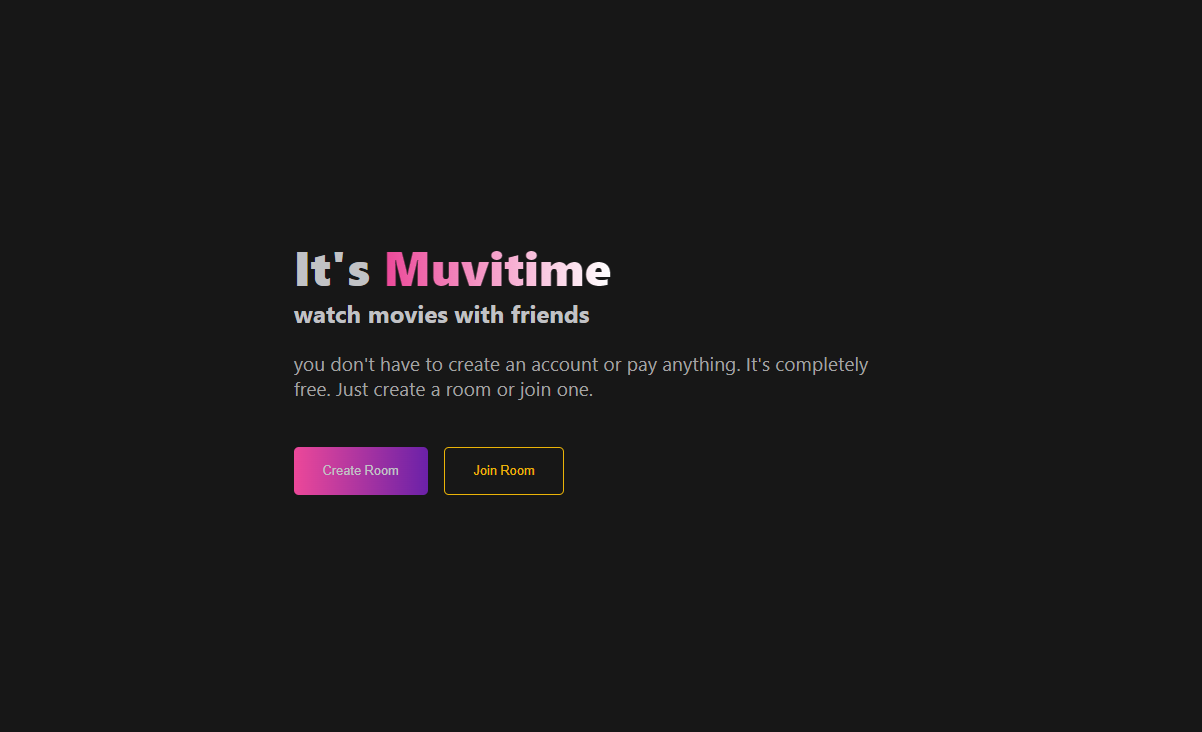 It's Muvitime
watch movies with friends
you don't have to create an account or pay anything. It's completely
free. Just create a room or join one.
Create Room
Join Room